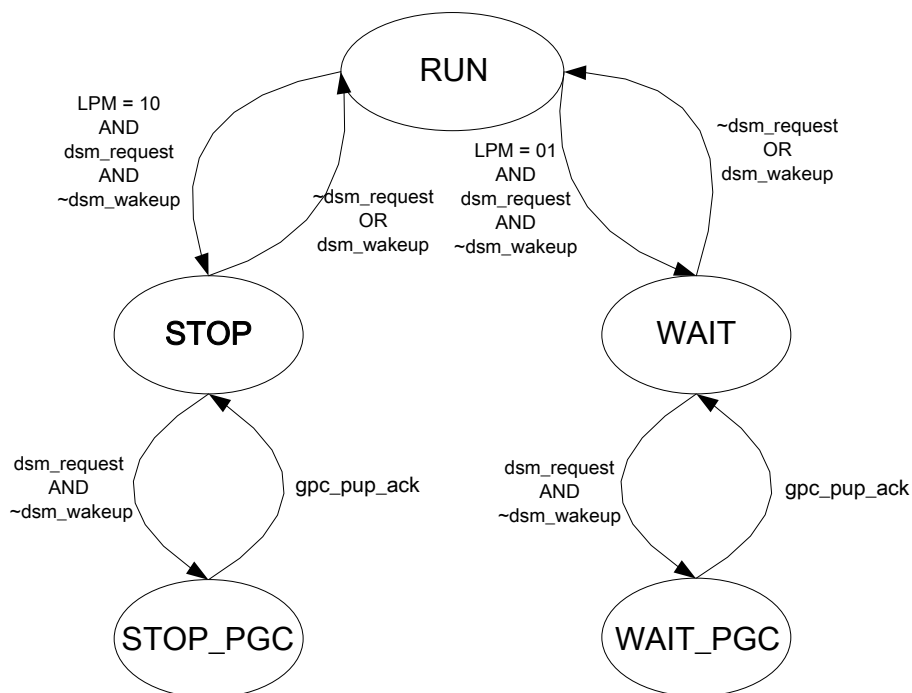 RUN
LPM = 10
AND
dsm_request
AND
~dsm_wakeup
~dsm_request
OR
dsm_wakeup
LPM = 01
AND
dsm_request
AND
~dsm_wakeup
~dsm_request
OR
dsm_wakeup
STOP
WAIT
dsm_request
AND
~dsm_wakeup
gpc_pup_ack
dsm_request
AND
~dsm_wakeup
gpc_pup_ack
STOP_PGC
WAIT_PGC